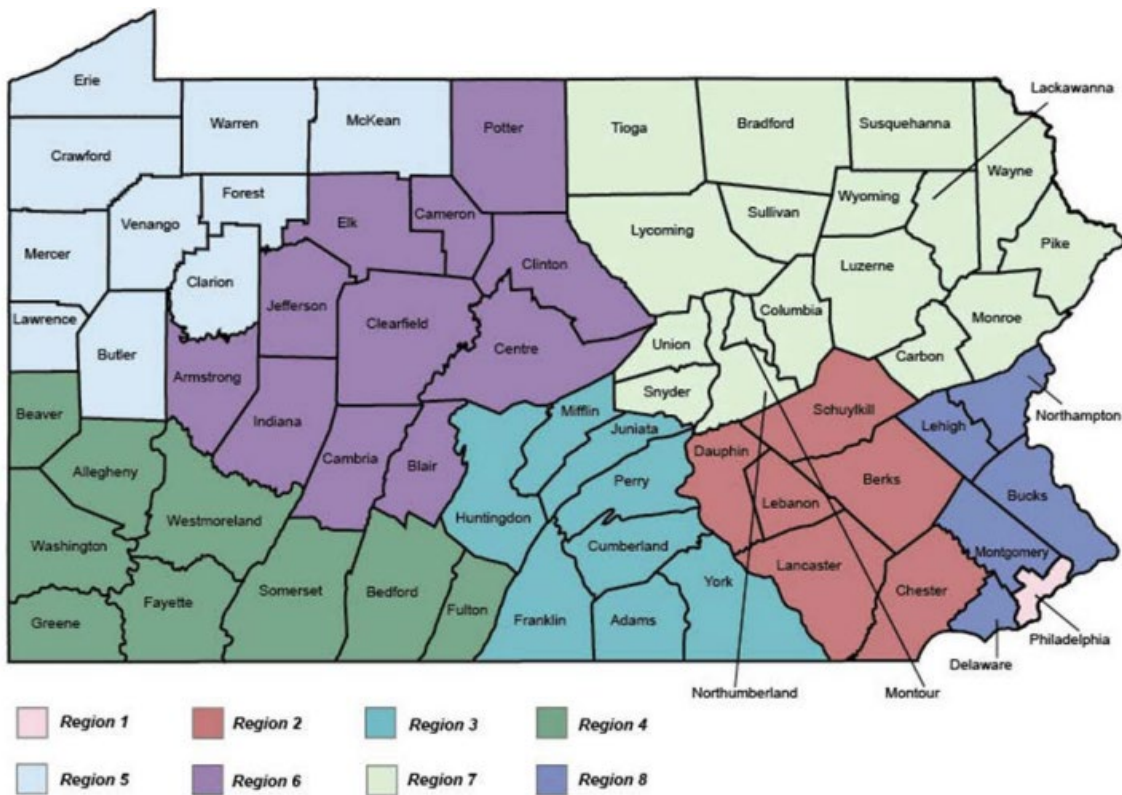 Erie
Warren
McKean
Potter
Tioga
Bradford
Susquehanna
Lackawanna
Crawford
Forest
Wayne
Venango
Elk
Cameron
Sullivan
Wyoming
Mercer
Lycoming
Pike
Clarion
Clinton
Luzerne
Lawrence
Jefferson
Clearfield
Columbia
Monroe
Butler
Centre
Union
Carbon
Armstrong
Snyder
Beaver
Indiana
Mifflin
Juniata
Schuylkill
Lehigh
Northampton
Allegheny
Cambria
Blair
Dauphin
Perry
Berks
Lebanon
Bucks
Westmoreland
Huntingdon
Washington
Cumberland
Montgomery
Lancaster
York
Somerset
Bedford
Chester
Fayette
Fulton
Greene
Franklin
Adams
Philadelphia
Delaware
Northumberland
Montour
Region 1
Region 2
Region 3
Region 4
Region 5
Region 6
Region 7
Region 8